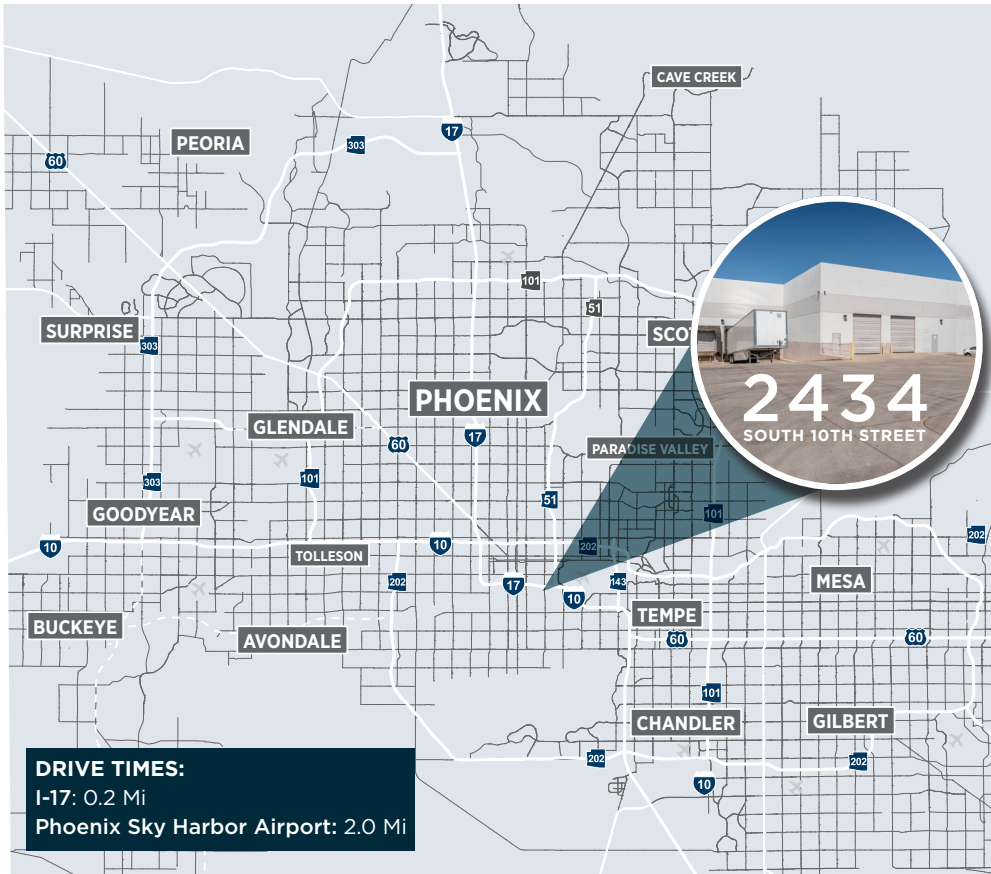 CAVE CREEK
17
PEORIA
303
60
101
51
SURPRISE
303
SCO
PHOENIX
2434
SOUTH 10TH STREET
GLENDALE
60
17
PARADISE VALLEY
303
101
51
GOODYEAR
101
10
TOLLESON
10
202
202
202
17
143
MESA
10
BUCKEYE
TEMPE
AVONDALE
60
60
101
CHANDLER
GILBERT
202
202
10
DRIVE TIMES:
I-17: 0.2 Mi
Phoenix Sky Harbor Airport: 2.0 Mi